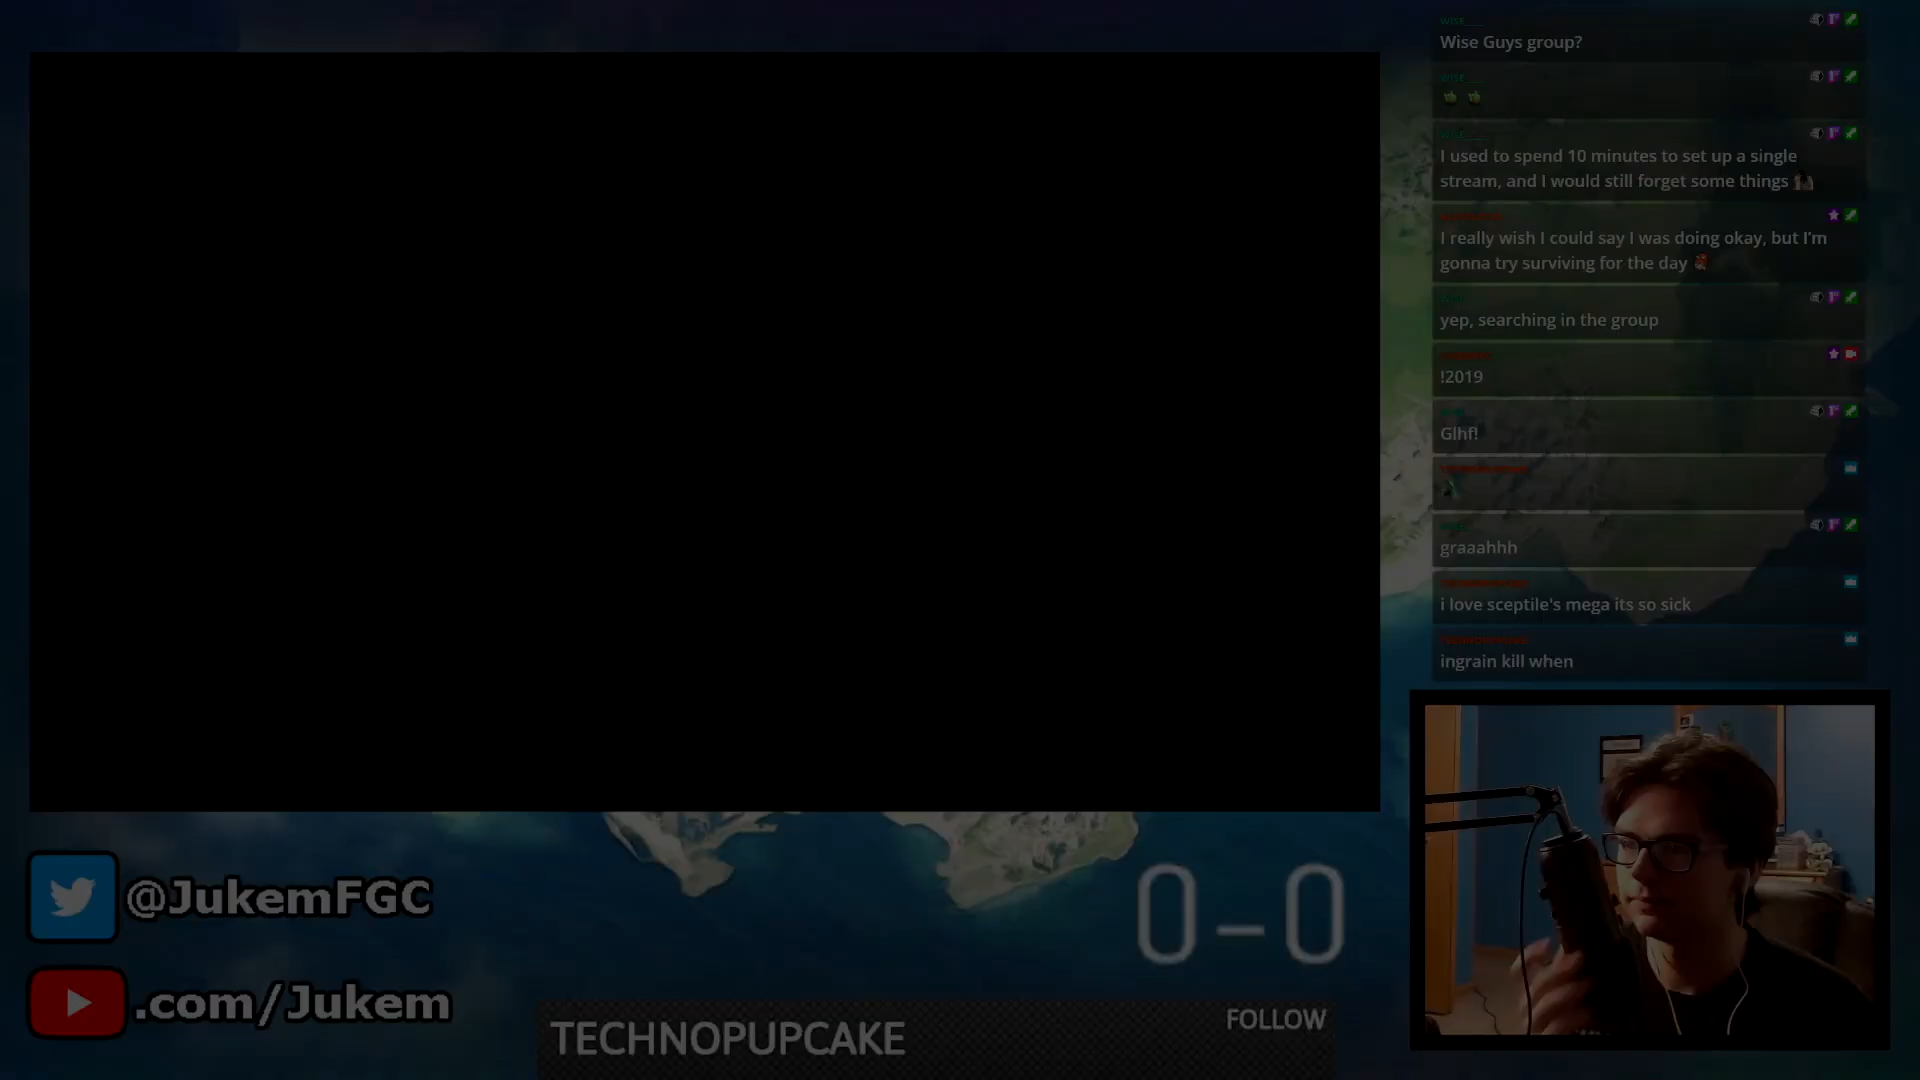 WISE____
Wise Guys group?
I used to spend 10 minutes to set up a single
stream, and I would still forget some things
I really wish I could say I was doing okay, but I'm
gonna try surviving for the day
yep, searching in the group
!2019
Glhf!
graaahhh
i love sceptile's mega its so sick
ingrain kill when
@JukemFGC
.com/Jukem
0-0
TECHNOPUPCAKE
FOLLOW